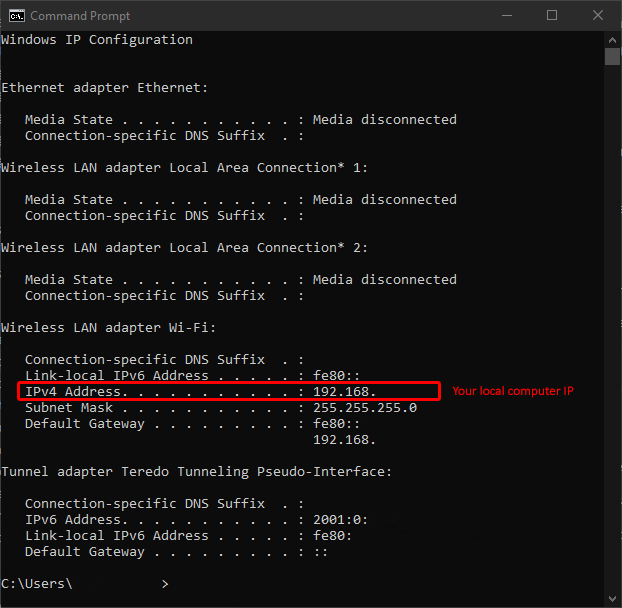 Command Prompt
Windows IP Configuration
Ethernet adapter Ethernet:
Media State . . . . . . . . . . . : Media disconnected
Connection-specific DNS Suffix  . :
Wireless LAN adapter Local Area Connection* 1:
Media State . . . . . . . . . . . : Media disconnected
Connection-specific DNS Suffix  . :
Wireless LAN adapter Local Area Connection* 2:
Media State . . . . . . . . . . . : Media disconnected
Connection-specific DNS Suffix  . :
Wireless LAN adapter Wi-Fi:
Connection-specific DNS Suffix  . :
Link-local IPv6 Address . . . . . : fe80::
IPv4 Address. . . . . . . . . . . : 192.168. Your local computer IP
Subnet Mask . . . . . . . . . . . : 255.255.255.0
Default Gateway . . . . . . . . . : fe80::
192.168.
Tunnel adapter Teredo Tunneling Pseudo-Interface:
Connection-specific DNS Suffix  . :
IPv6 Address. . . . . . . . . . . : 2001:0:
Link-local IPv6 Address . . . . . : fe80:
Default Gateway . . . . . . . . . : ::
C:\Users\ >